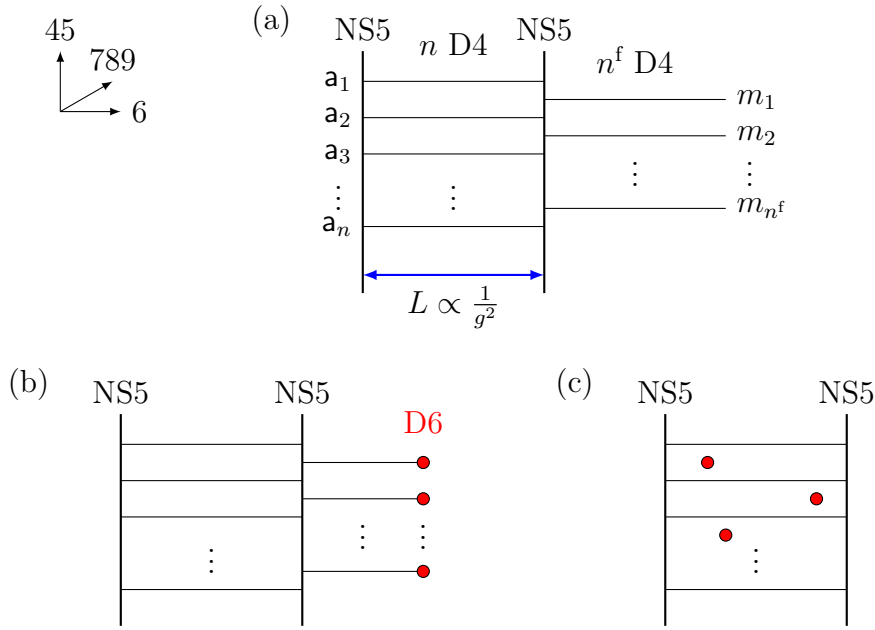 (a)
45
789
6
NS5
n D4
NS5
n^f D4
a_1
a_2
a_3
⋮
a_n
⋮
m_1
m_2
⋮
⋮
m_{n^f}
L ∝ 1/g^2
(b)
NS5
NS5
D6
⋮
⋮
⋮
(c)
NS5
NS5
⋮